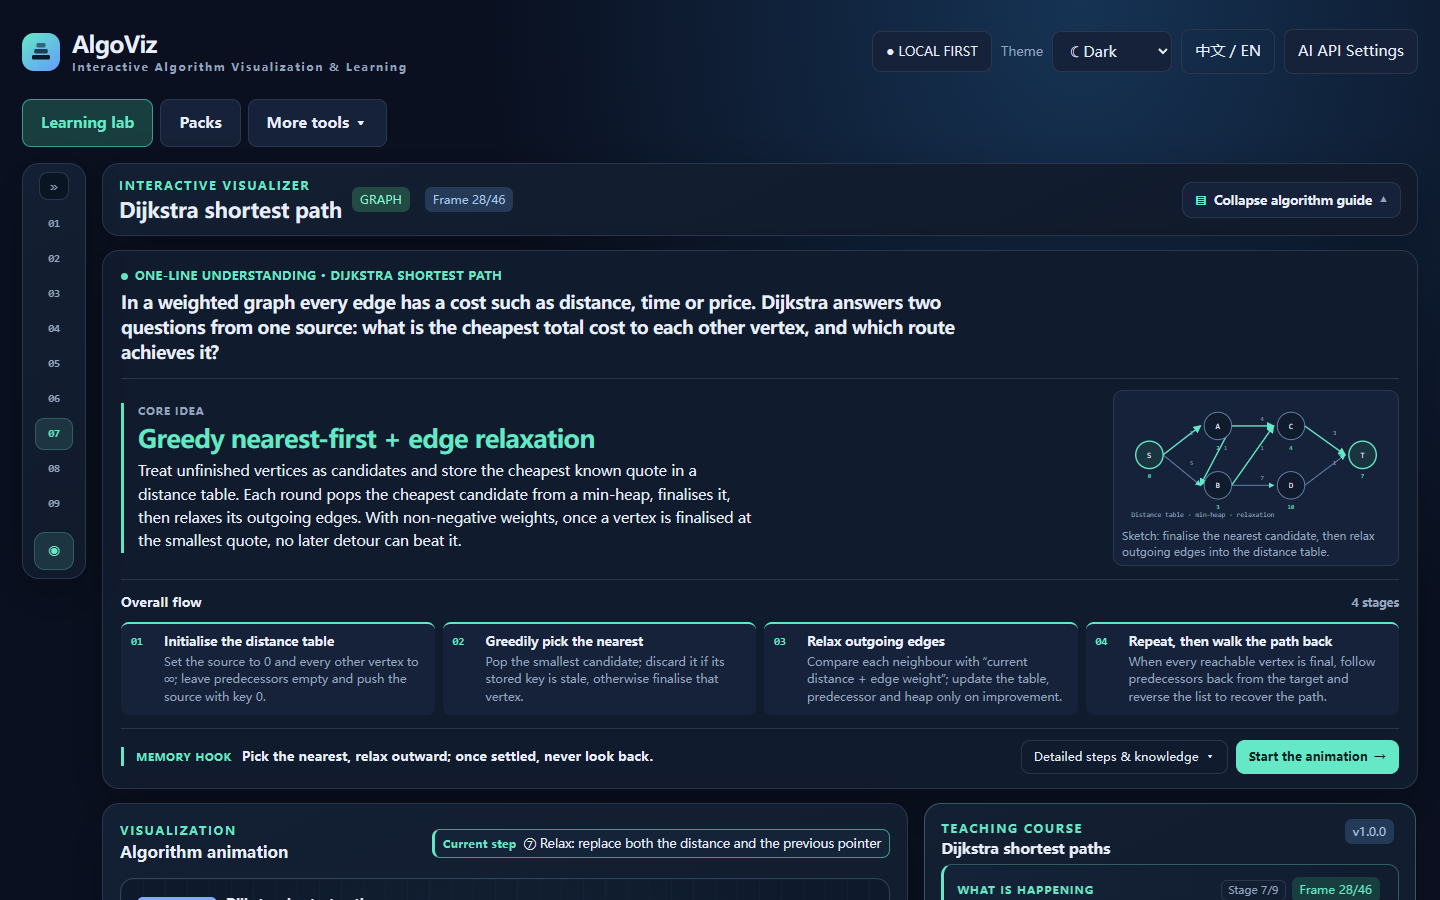 AlgoViz
Interactive Algorithm Visualization & Learning
● LOCAL FIRST
Theme
☾ Dark
中文 / EN
AI API Settings
Learning lab
Packs
More tools ▾
»
01
02
03
04
05
06
07
08
09
INTERACTIVE VISUALIZER
Dijkstra shortest path
GRAPH
Frame 28/46
Collapse algorithm guide
ONE-LINE UNDERSTANDING • DIJKSTRA SHORTEST PATH
In a weighted graph every edge has a cost such as distance, time or price. Dijkstra answers two
questions from one source: what is the cheapest total cost to each other vertex, and which route
achieves it?
CORE IDEA
Greedy nearest-first + edge relaxation
Treat unfinished vertices as candidates and store the cheapest known quote in a
distance table. Each round pops the cheapest candidate from a min-heap, finalises it,
then relaxes its outgoing edges. With non-negative weights, once a vertex is finalised at
the smallest quote, no later detour can beat it.
A
C
4
3
S
T
5
1
4
0
7
B
D
7
3
10
Distance table · min-heap · relaxation
Sketch: finalise the nearest candidate, then relax
outgoing edges into the distance table.
Overall flow
4 stages
01 Initialise the distance table
Set the source to 0 and every other vertex to
∞; leave predecessors empty and push the
source with key 0.
02 Greedily pick the nearest
Pop the smallest candidate; discard it if its
stored key is stale, otherwise finalise that
vertex.
03 Relax outgoing edges
Compare each neighbour with “current
distance + edge weight”; update the table,
predecessor and heap only on improvement.
04 Repeat, then walk the path back
When every reachable vertex is final, follow
predecessors back from the target and
reverse the list to recover the path.
MEMORY HOOK Pick the nearest, relax outward; once settled, never look back.
Detailed steps & knowledge ▾
Start the animation →
VISUALIZATION
Algorithm animation
Current step ⑦ Relax: replace both the distance and the previous pointer
TEACHING COURSE
Dijkstra shortest paths
v1.0.0
WHAT IS HAPPENING
Stage 7/9
Frame 28/46